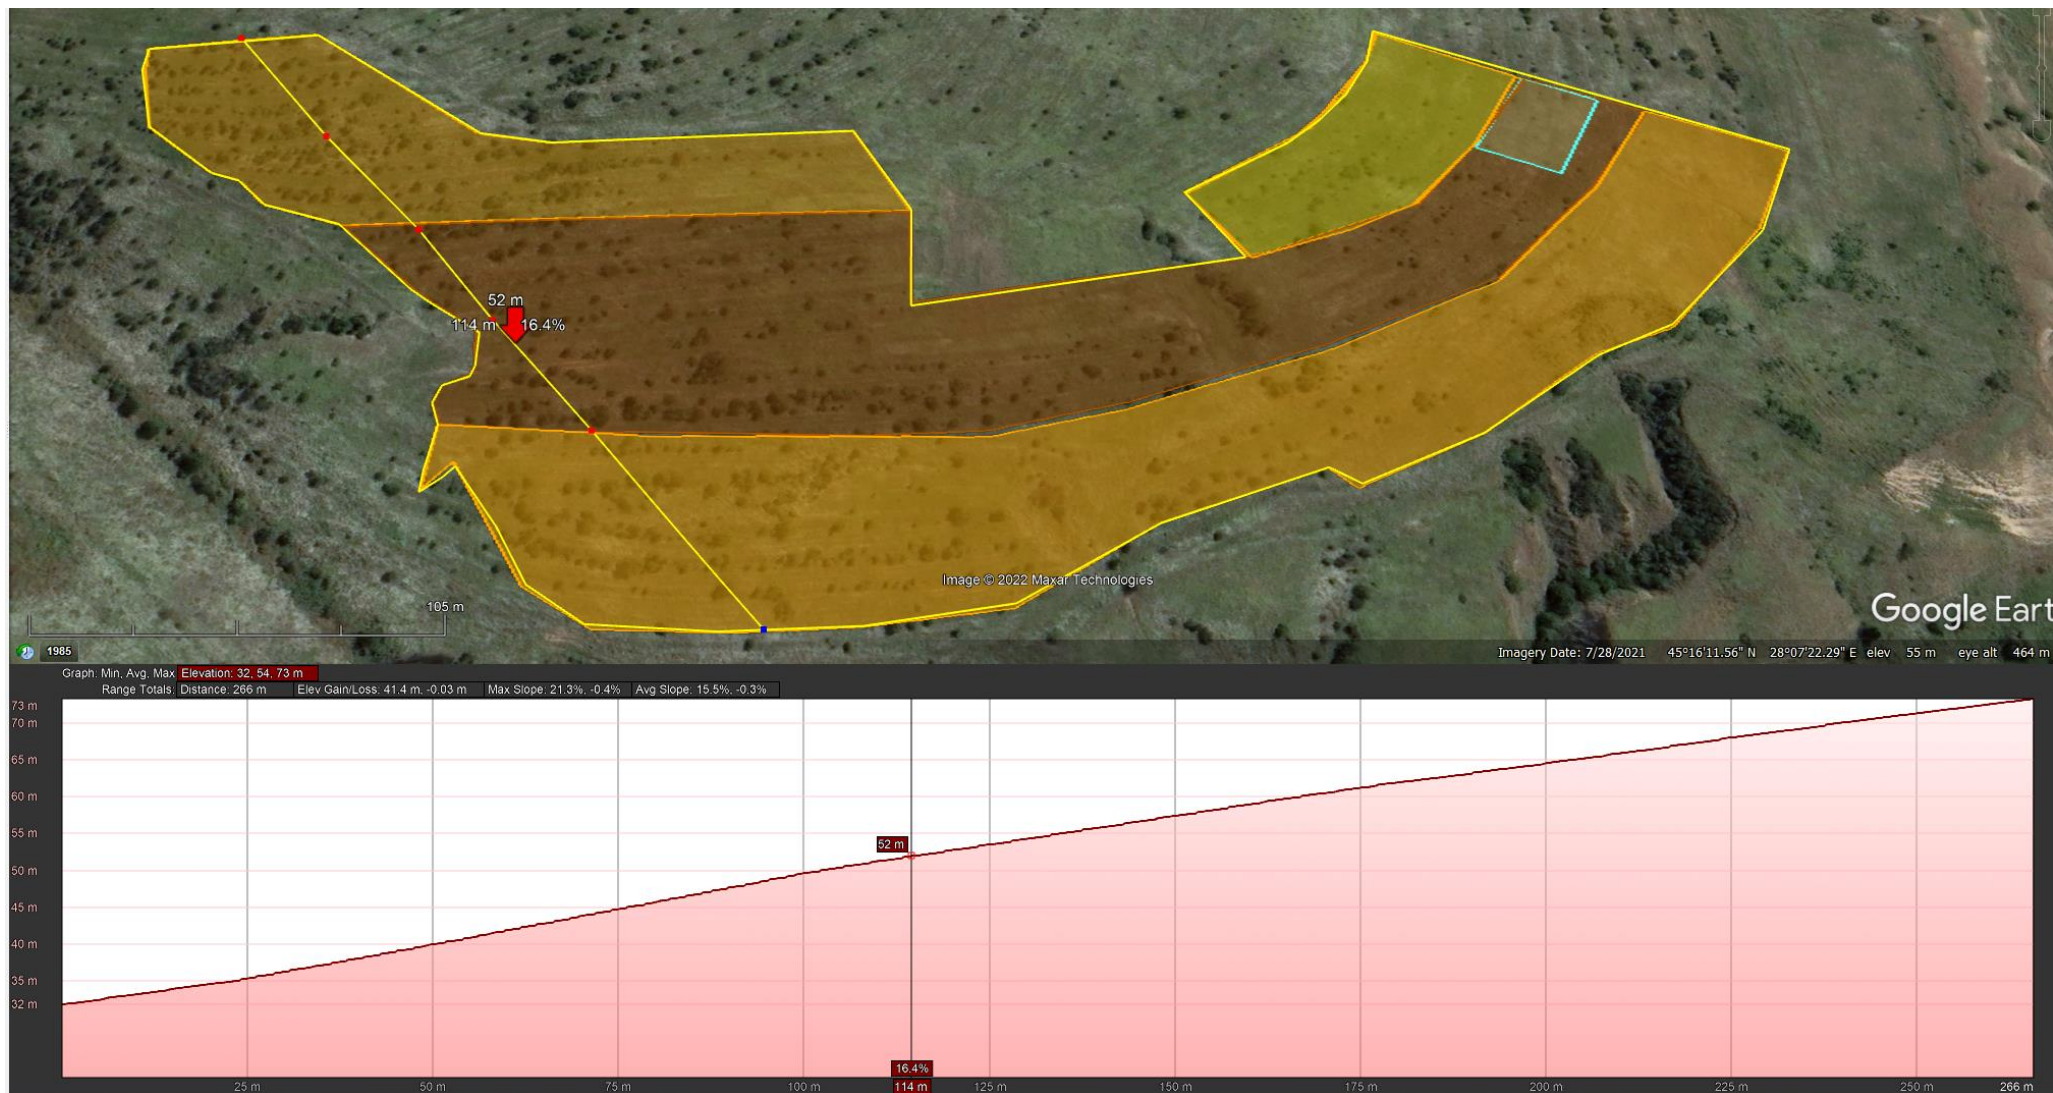 52 m
114 m 16.4%
Image © 2022 Maxar Technologies
105 m
Google Eart
1985
Imagery Date: 7/28/2021 45°16'11.56" N 28°07'22.29" E elev 55 m eye alt 464 m
Graph: Min, Avg, Max Elevation: 32, 54, 73 m
Range Totals: Distance: 266 m Elev Gain/Loss: 41.4 m, -0.03 m Max Slope: 21.3%, -0.4% Avg Slope: 15.5%, -0.3%
73 m
70 m
65 m
60 m
55 m
52 m
50 m
45 m
40 m
35 m
32 m
16.4%
25 m 50 m 75 m 100 m 114 m 125 m 150 m 175 m 200 m 225 m 250 m 266 m